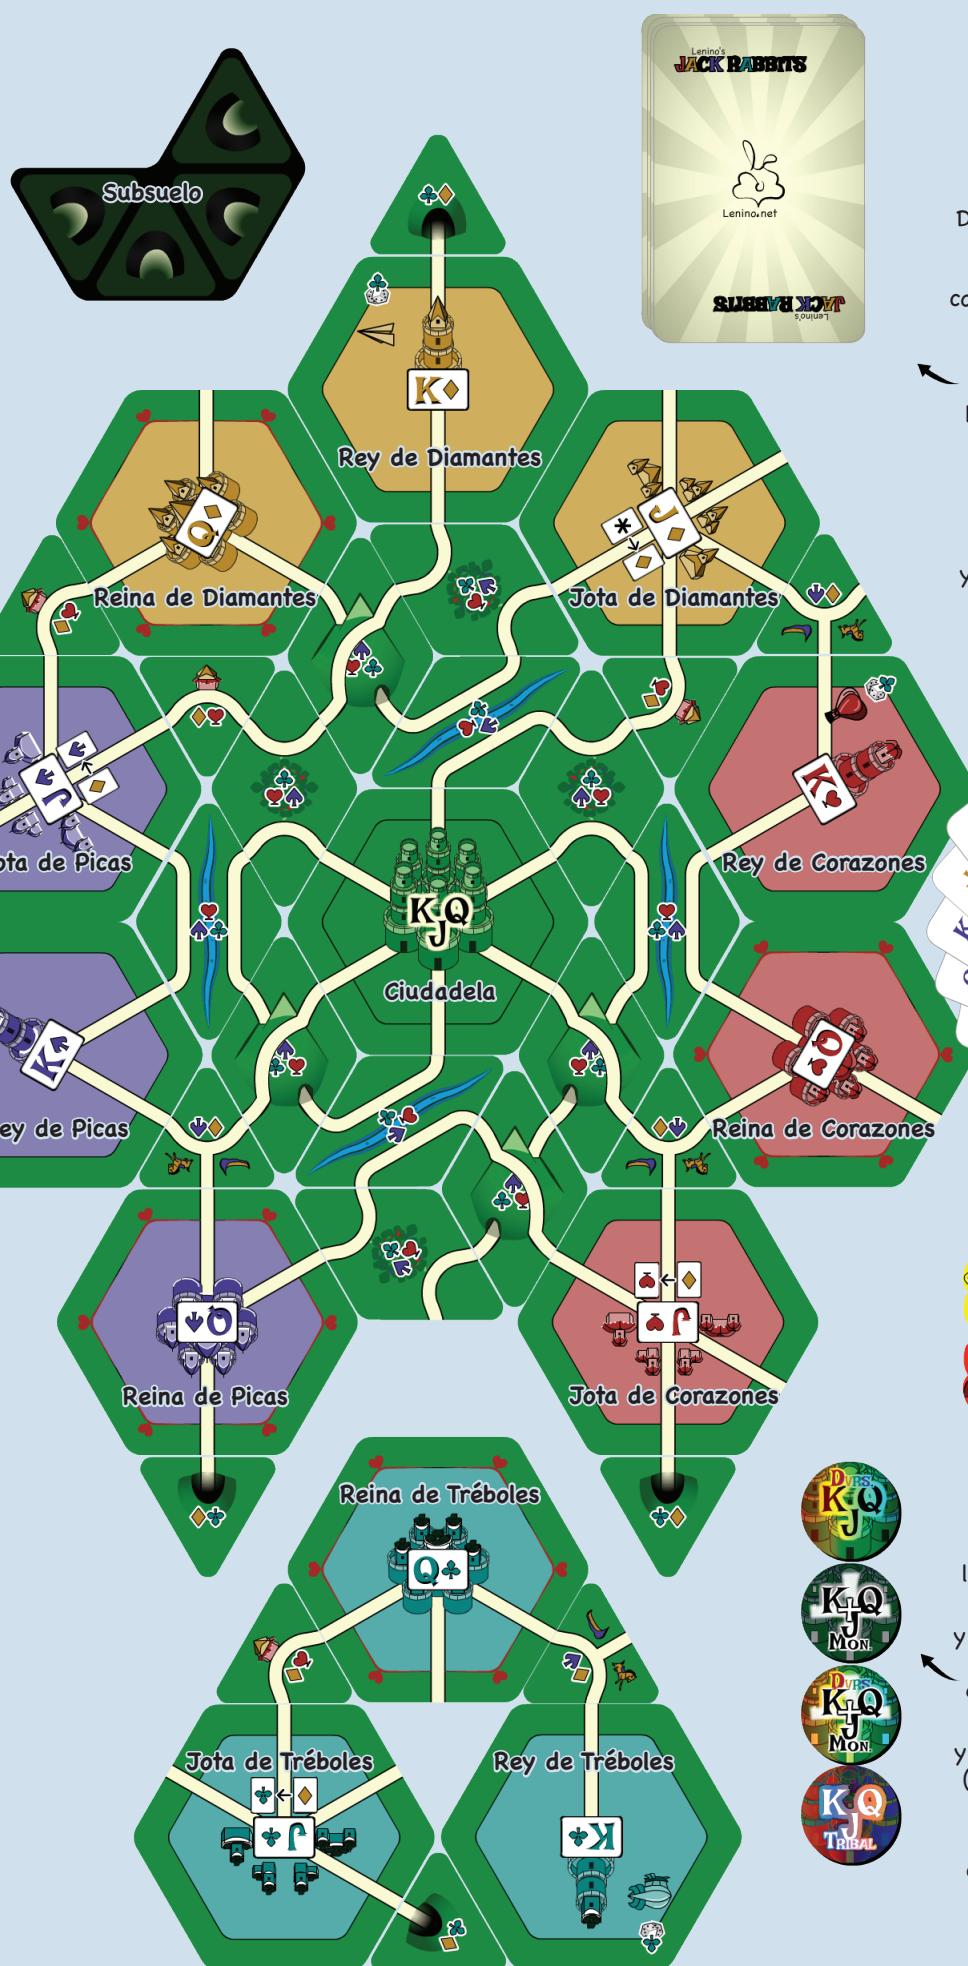 Lenino's
JACK RABBITS
Subsuelo
Lenino.net
JACK RABBITS
Lenino's
K
Rey de Diamantes
Q
J
*
Reina de Diamantes
Jota de Diamantes
J
K
ota de Picas
Rey de Corazones
K Q
J
Ciudadela
K
Q
ey de Picas
Reina de Corazones
Q
J
Reina de Picas
Jota de Corazones
Reina de Tréboles
Q
DVRS.
K Q
J
K Q
J
MON.
DVRS.
K Q
J
MON.
Jota de Tréboles
Rey de Tréboles
J
K
K Q
J
TRIBAL